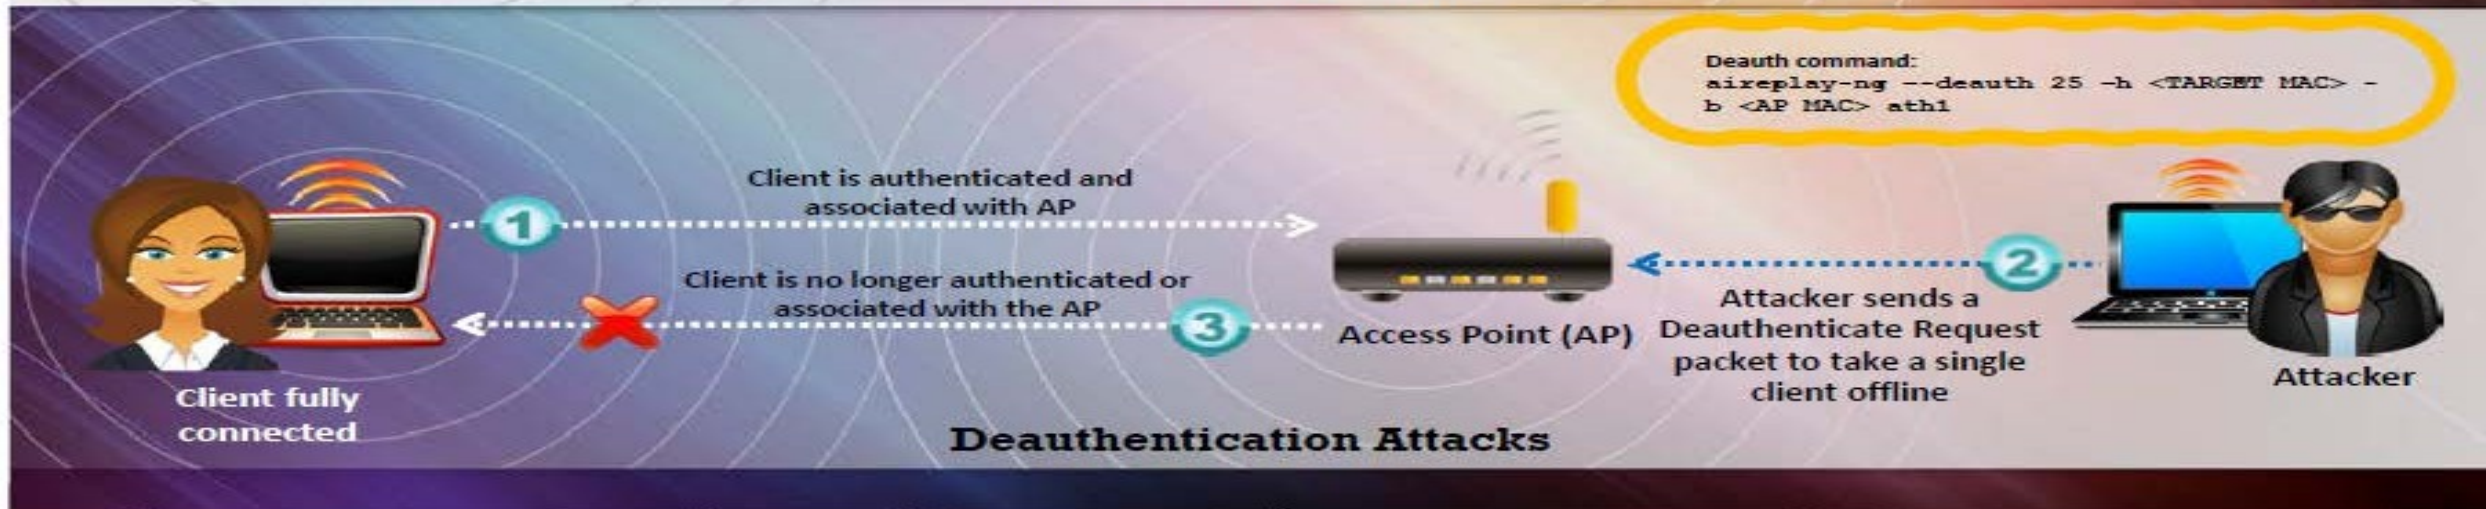 Deauth command:
aireplay-ng --deauth 25 -h <TARGET MAC> -
b <AP MAC> ath1
1
Client is authenticated and
associated with AP
2
Attacker sends a
Deauthenticate Request
packet to take a single
client offline
Client is no longer authenticated or
associated with the AP
3
Access Point (AP)
Attacker
Client fully
connected
Deauthentication Attacks